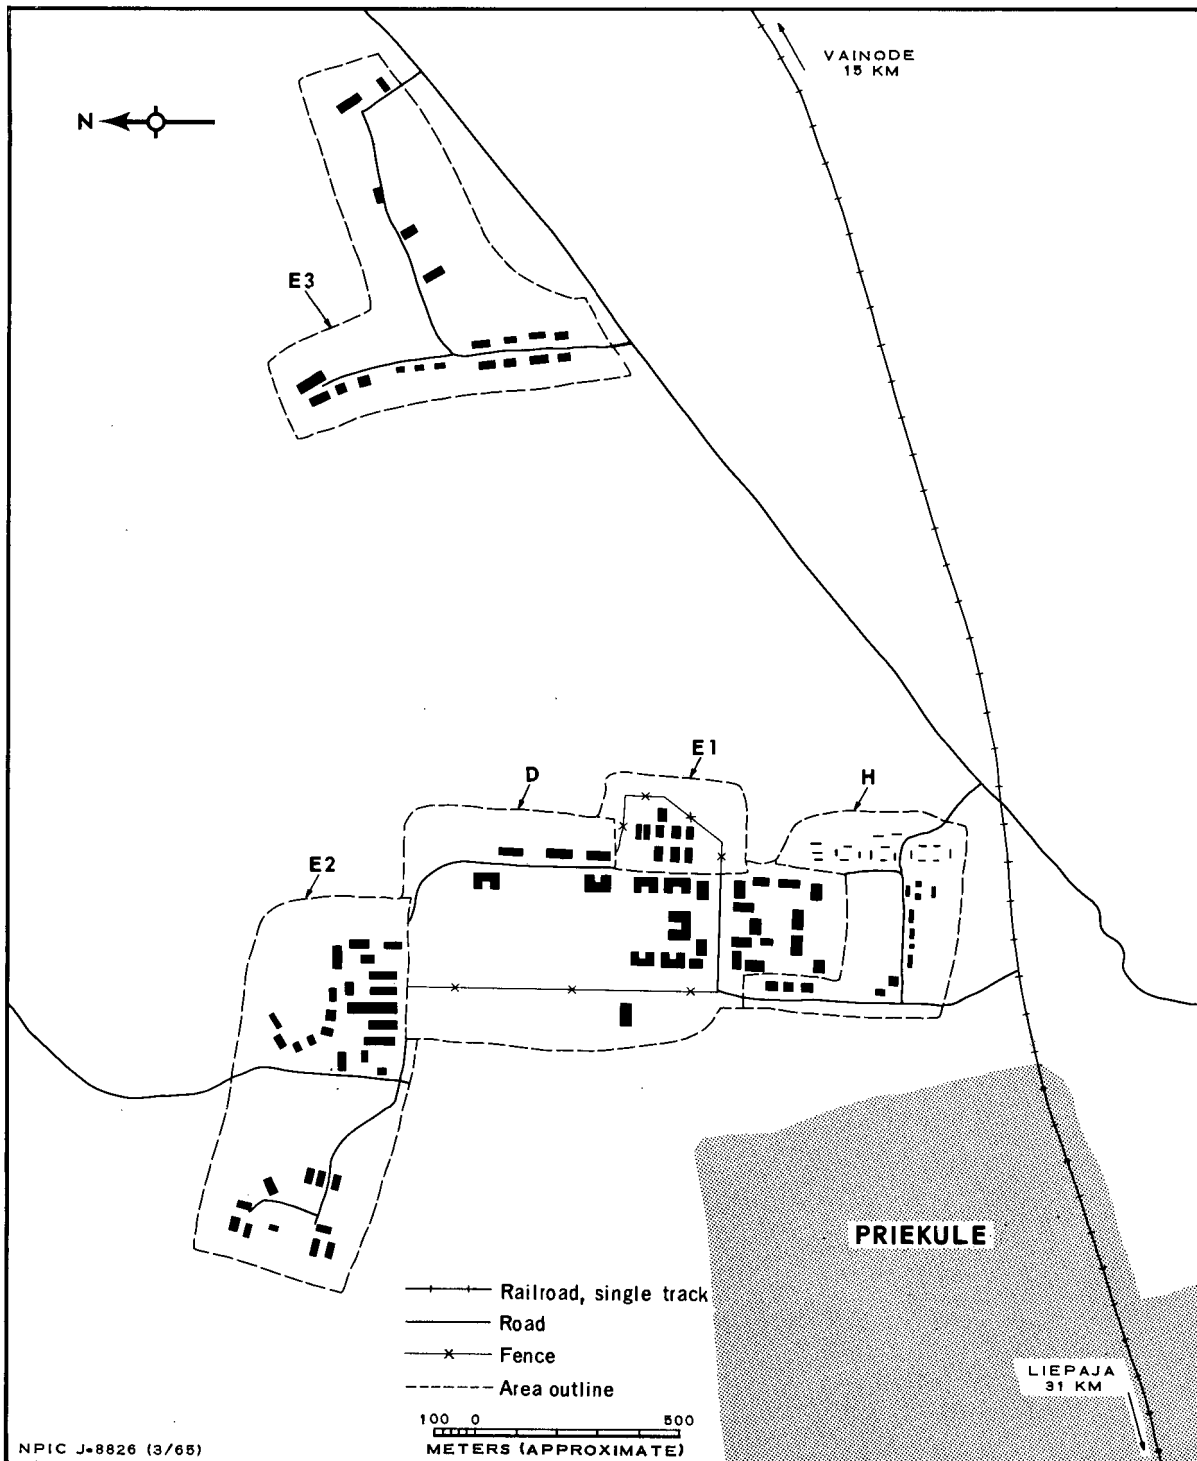 VAINODE
15 KM
N
E3
E1
D
H
E2
PRIEKULE
Railroad, single track
Road
Fence
Area outline
LIEPAJA
31 KM
100 0 500
METERS (APPROXIMATE)
NPIC J-8826 (3/65)